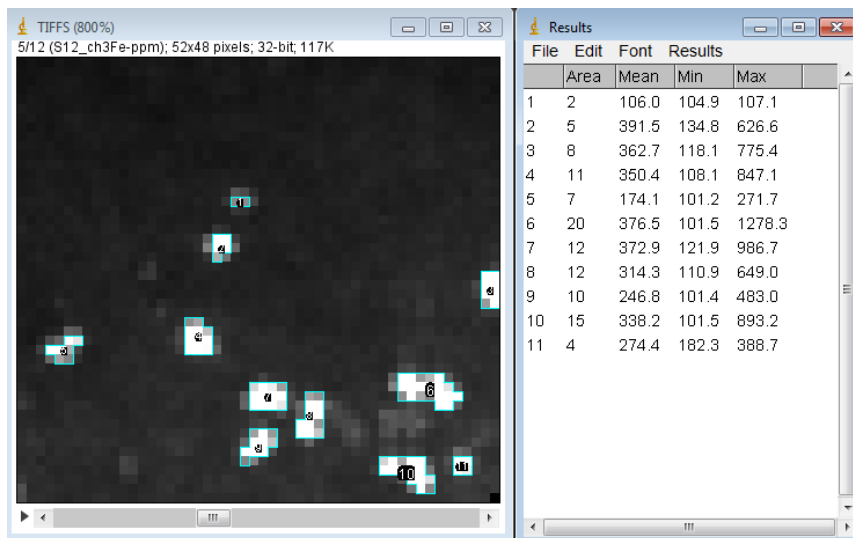 TIFFS (800%)
5/12 (S12_ch3Fe-ppm); 52x48 pixels; 32-bit; 117K
1
2
3
4
5
7
6
8
9
10
11
Results
File Edit Font Results
Area Mean Min Max
1 2 106.0 104.9 107.1
2 5 391.5 134.8 626.6
3 8 362.7 118.1 775.4
4 11 350.4 108.1 847.1
5 7 174.1 101.2 271.7
6 20 376.5 101.5 1278.3
7 12 372.9 121.9 986.7
8 12 314.3 110.9 649.0
9 10 246.8 101.4 483.0
10 15 338.2 101.5 893.2
11 4 274.4 182.3 388.7